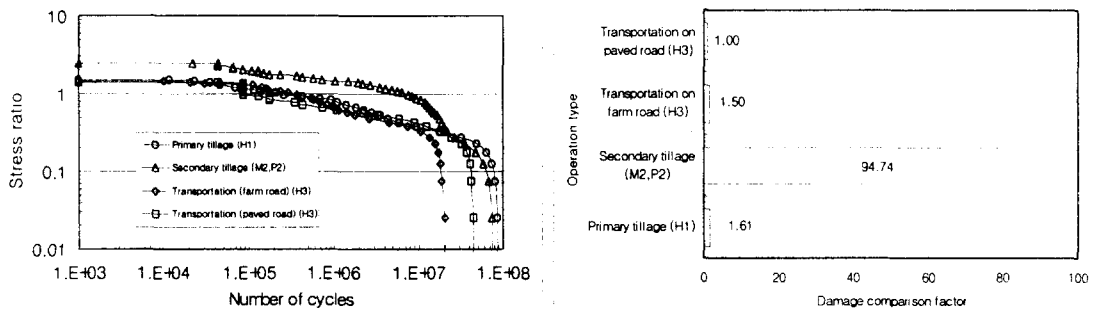 10
1
0.1
0.01
Stress ratio
Primary tillage (H1)
Secondary tillage (M2,P2)
Transportation (farm road) (H3)
Transportation (paved road) (H3)
1.E+03
1.E+04
1.E+05
1.E+06
1.E+07
1.E+08
Number of cycles
Operation type
Transportation on
paved road (H3)
1.00
Transportation on
farm road (H3)
1.50
Secondary tillage
(M2,P2)
94.74
Primary tillage (H1)
1.61
0
20
40
60
80
100
Damage comparison factor